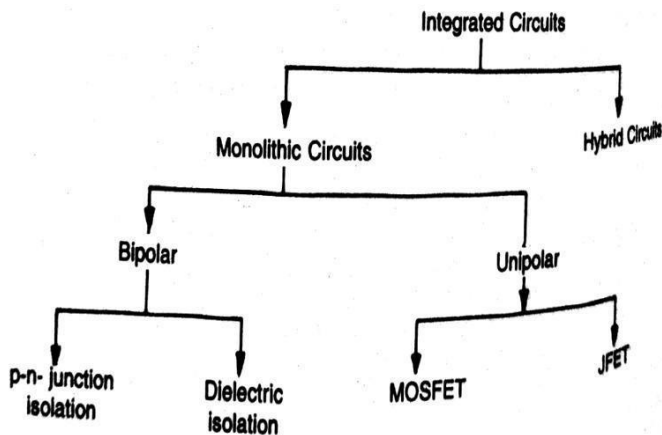 Integrated Circuits
Monolithic Circuits
Hybrid Circuits
Bipolar
Unipolar
p-n- junction
isolation
Dielectric
isolation
MOSFET
JFET